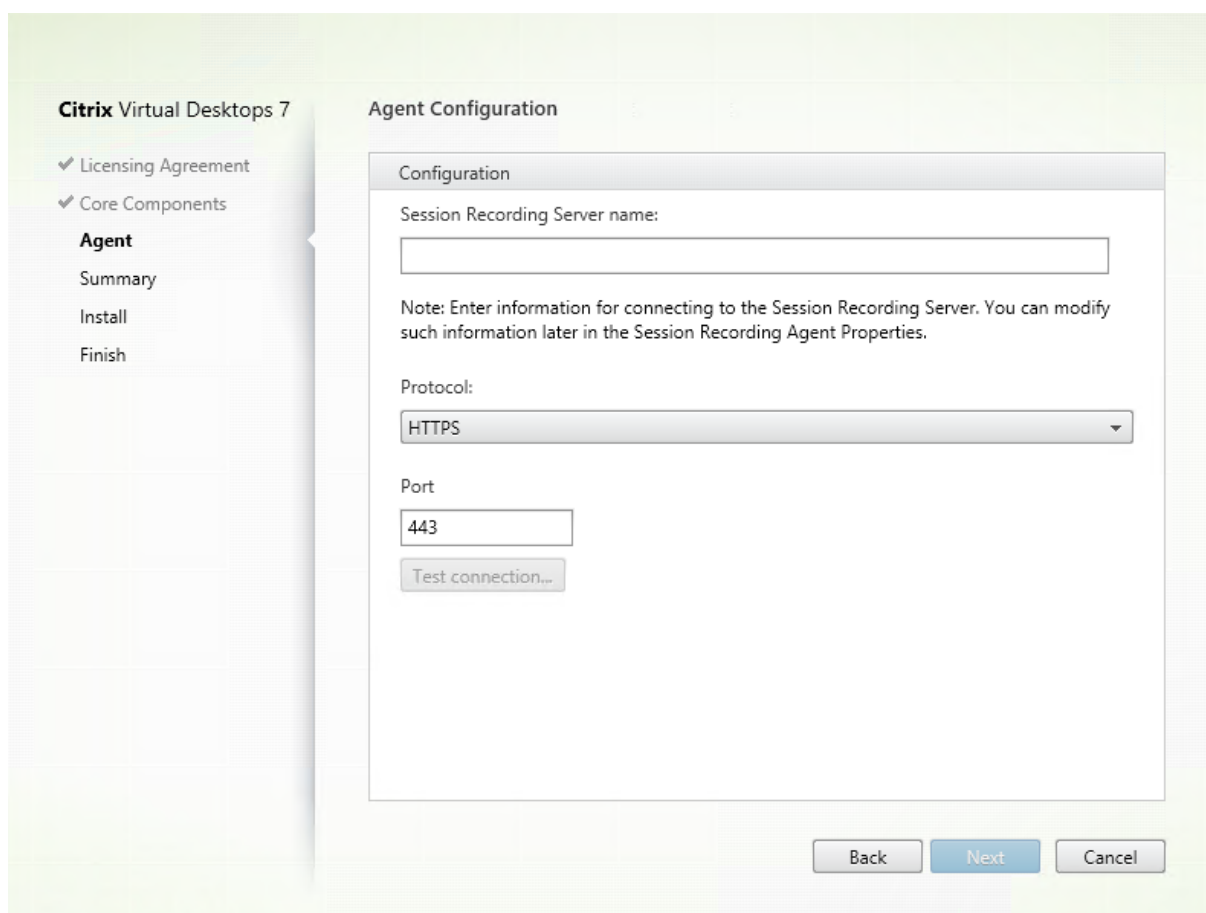 Citrix Virtual Desktops 7
Licensing Agreement
Core Components
Agent
Summary
Install
Finish
Agent Configuration
Configuration
Session Recording Server name:
Note: Enter information for connecting to the Session Recording Server. You can modify
such information later in the Session Recording Agent Properties.
Protocol:
HTTPS
Port
443
Test connection...
Back
Next
Cancel